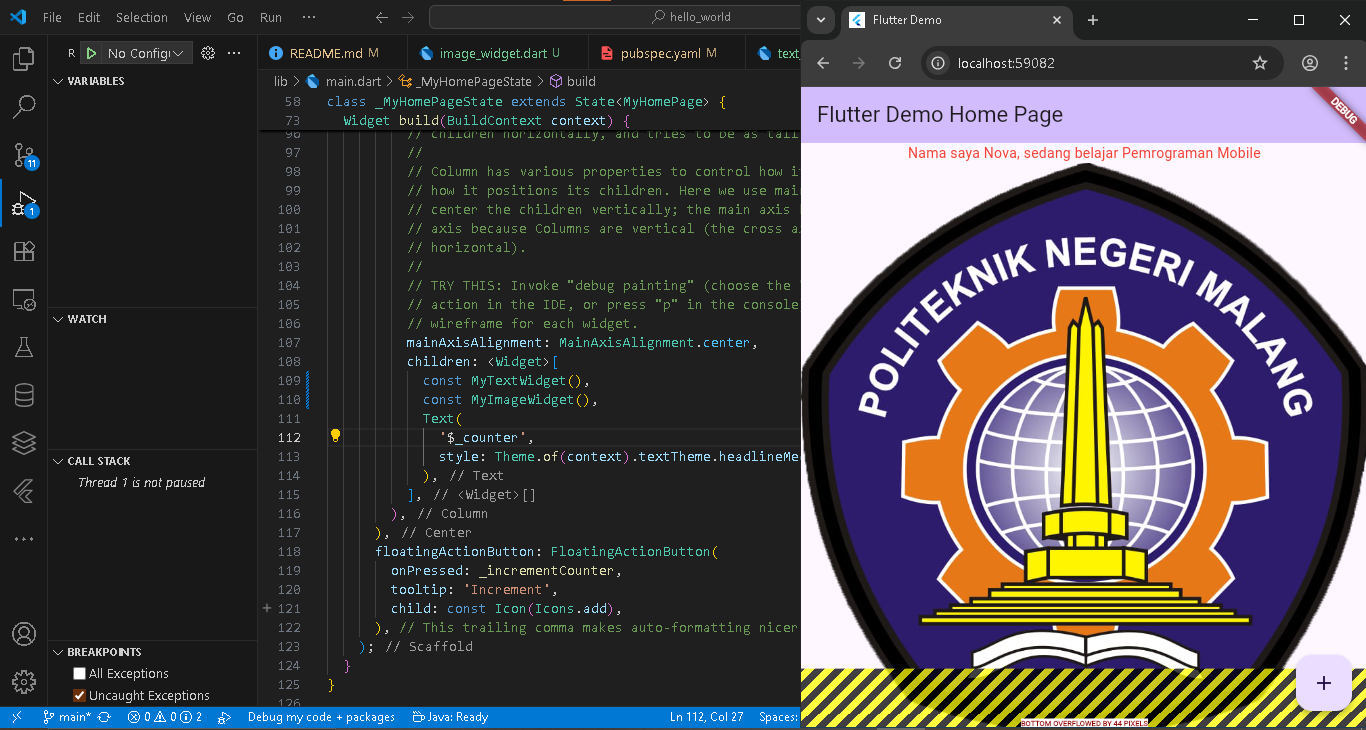 File Edit Selection View Go Run ··· hello_world
R No Configu ···
VARIABLES
WATCH
CALL STACK
Thread 1 is not paused
BREAKPOINTS
All Exceptions
Uncaught Exceptions
11
1
README.md M image_widget.dart U pubspec.yaml M text_
lib > main.dart > _MyHomePageState > build
58 class _MyHomePageState extends State<MyHomePage> {
73 Widget build(BuildContext context) {
96 // children horizontally, and tries to be as tall
97 //
98 // Column has various properties to control how i
99 // how it positions its children. Here we use mai
100 // center the children vertically; the main axis
101 // axis because Columns are vertical (the cross a
102 // horizontal).
103 //
104 // TRY THIS: Invoke "debug painting" (choose the
105 // action in the IDE, or press "p" in the console
106 // wireframe for each widget.
107 mainAxisAlignment: MainAxisAlignment.center,
108 children: <Widget>[
109 const MyTextWidget(),
110 const MyImageWidget(),
111 Text(
112 '$_counter',
113 style: Theme.of(context).textTheme.headlineMe
114 ), // Text
115 ], // <Widget>[]
116 ), // Column
117 ), // Center
118 floatingActionButton: FloatingActionButton(
119 onPressed: _incrementCounter,
120 tooltip: 'Increment',
121 child: const Icon(Icons.add),
122 ), // This trailing comma makes auto-formatting nicer
123 ); // Scaffold
124 }
125 }
126
main* 0 0 2 Debug my code + packages Java: Ready Ln 112, Col 27 Spaces:
Flutter Demo
localhost:59082
Flutter Demo Home Page
DEBUG
Nama saya Nova, sedang belajar Pemrograman Mobile
POLITEKNIK NEGERI MALANG
BOTTOM OVERFLOWED BY 44 PIXELS